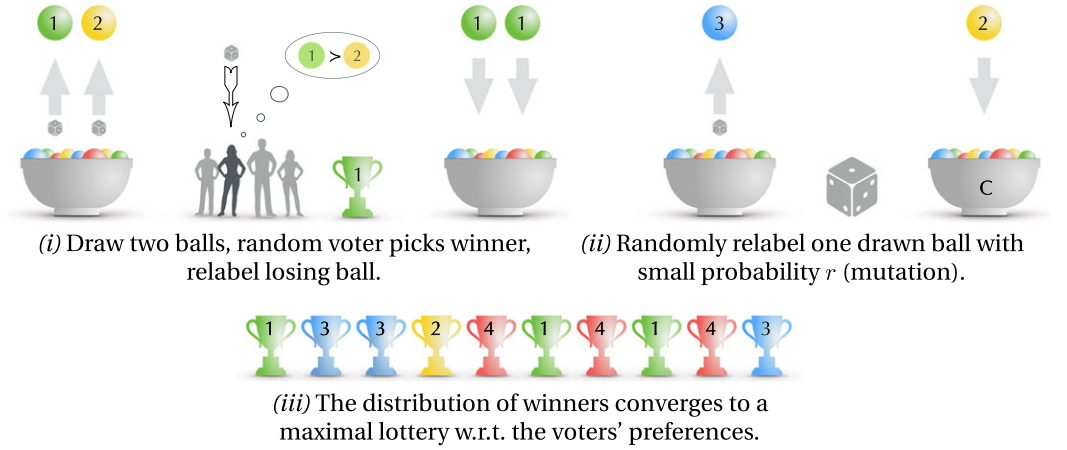 1 2
1 > 2
1 1
3
2
1
C
(i) Draw two balls, random voter picks winner,
relabel losing ball.
(ii) Randomly relabel one drawn ball with
small probability r (mutation).
1 3 3 2 4 1 4 1 4 3
(iii) The distribution of winners converges to a
maximal lottery w.r.t. the voters’ preferences.